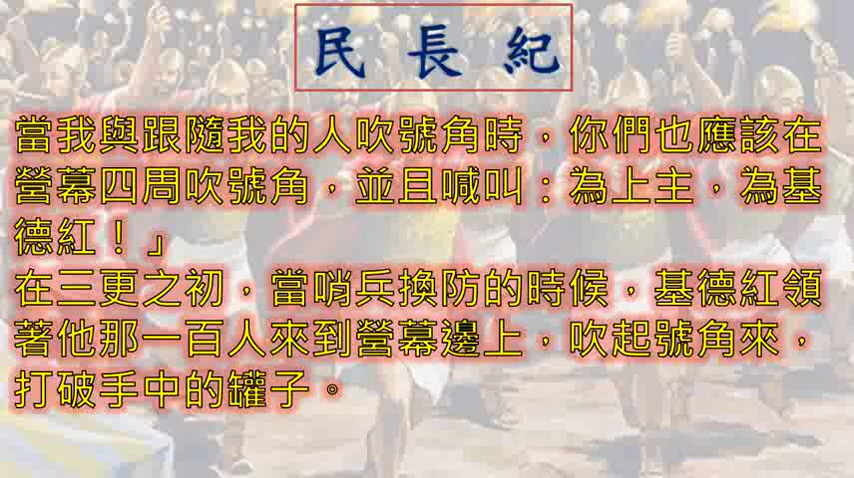 民長紀
當我與跟隨我的人吹號角時，你們也應該在
營幕四周吹號角，並且喊叫：為上主，為基
德紅！」
在三更之初，當哨兵換防的時候，基德紅領
著他那一百人來到營幕邊上，吹起號角來，
打破手中的罐子。